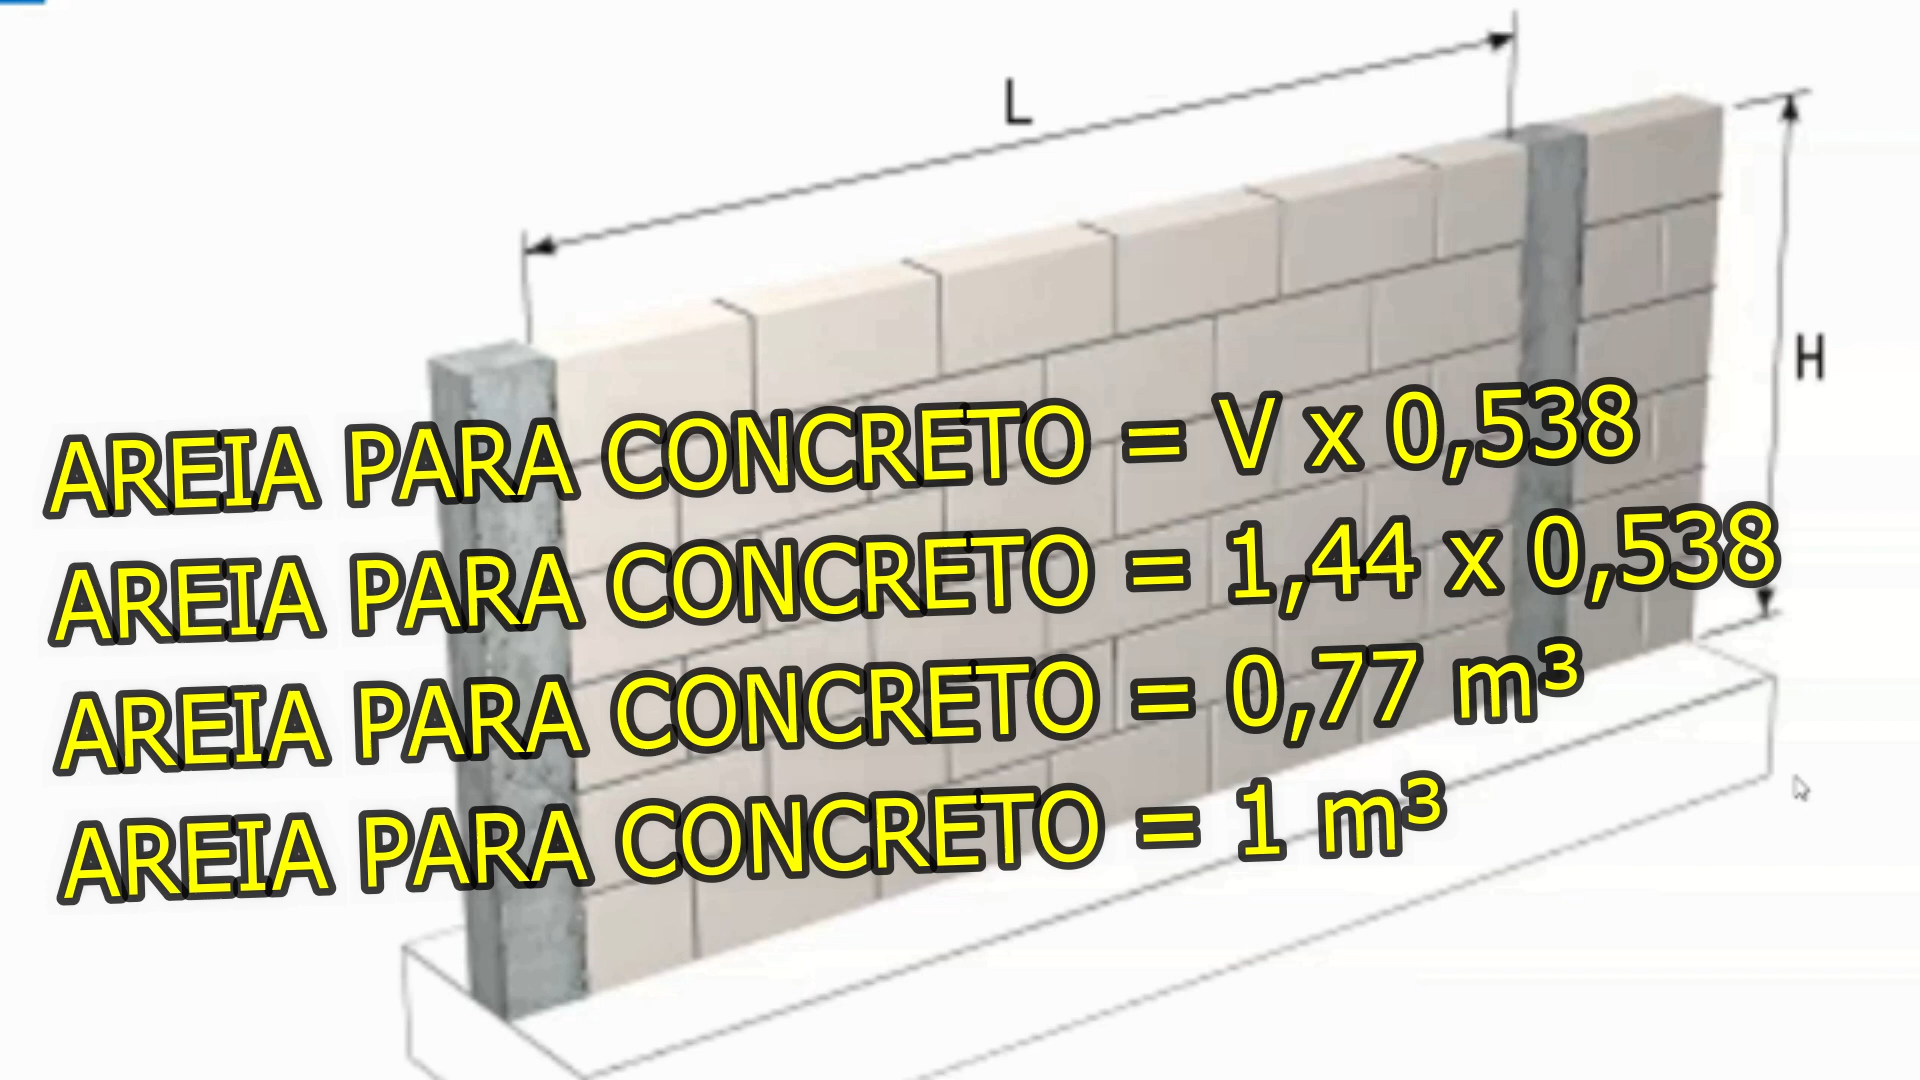 L
H
AREIA PARA CONCRETO = V x 0,538
AREIA PARA CONCRETO = 1,44 x 0,538
AREIA PARA CONCRETO = 0,77 m³
AREIA PARA CONCRETO = 1 m³